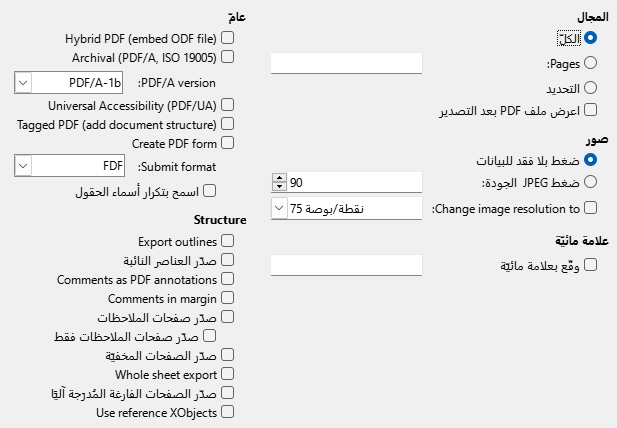 المجال
الكلّ
Pages:
التحديد
اعرض ملف PDF بعد التصدير
صور
ضغط بلا فقد للبيانات
ضغط JPEG الجودة:
90
Change image resolution to:
75 نقطة/بوصة
علامة مائيّة
وقّع بعلامة مائيّة
عامّ
Hybrid PDF (embed ODF file)
Archival (PDF/A, ISO 19005)
PDF/A version:
PDF/A-1b
Universal Accessibility (PDF/UA)
Tagged PDF (add document structure)
Create PDF form
Submit format:
FDF
اسمح بتكرار أسماء الحقول
Structure
Export outlines
صدّر العناصر النائبة
Comments as PDF annotations
Comments in margin
صدّر صفحات الملاحظات
صدّر صفحات الملاحظات فقط
صدّر الصفحات المخفيّة
Whole sheet export
صدّر الصفحات الفارغة المُدرَجة آليًا
Use reference XObjects